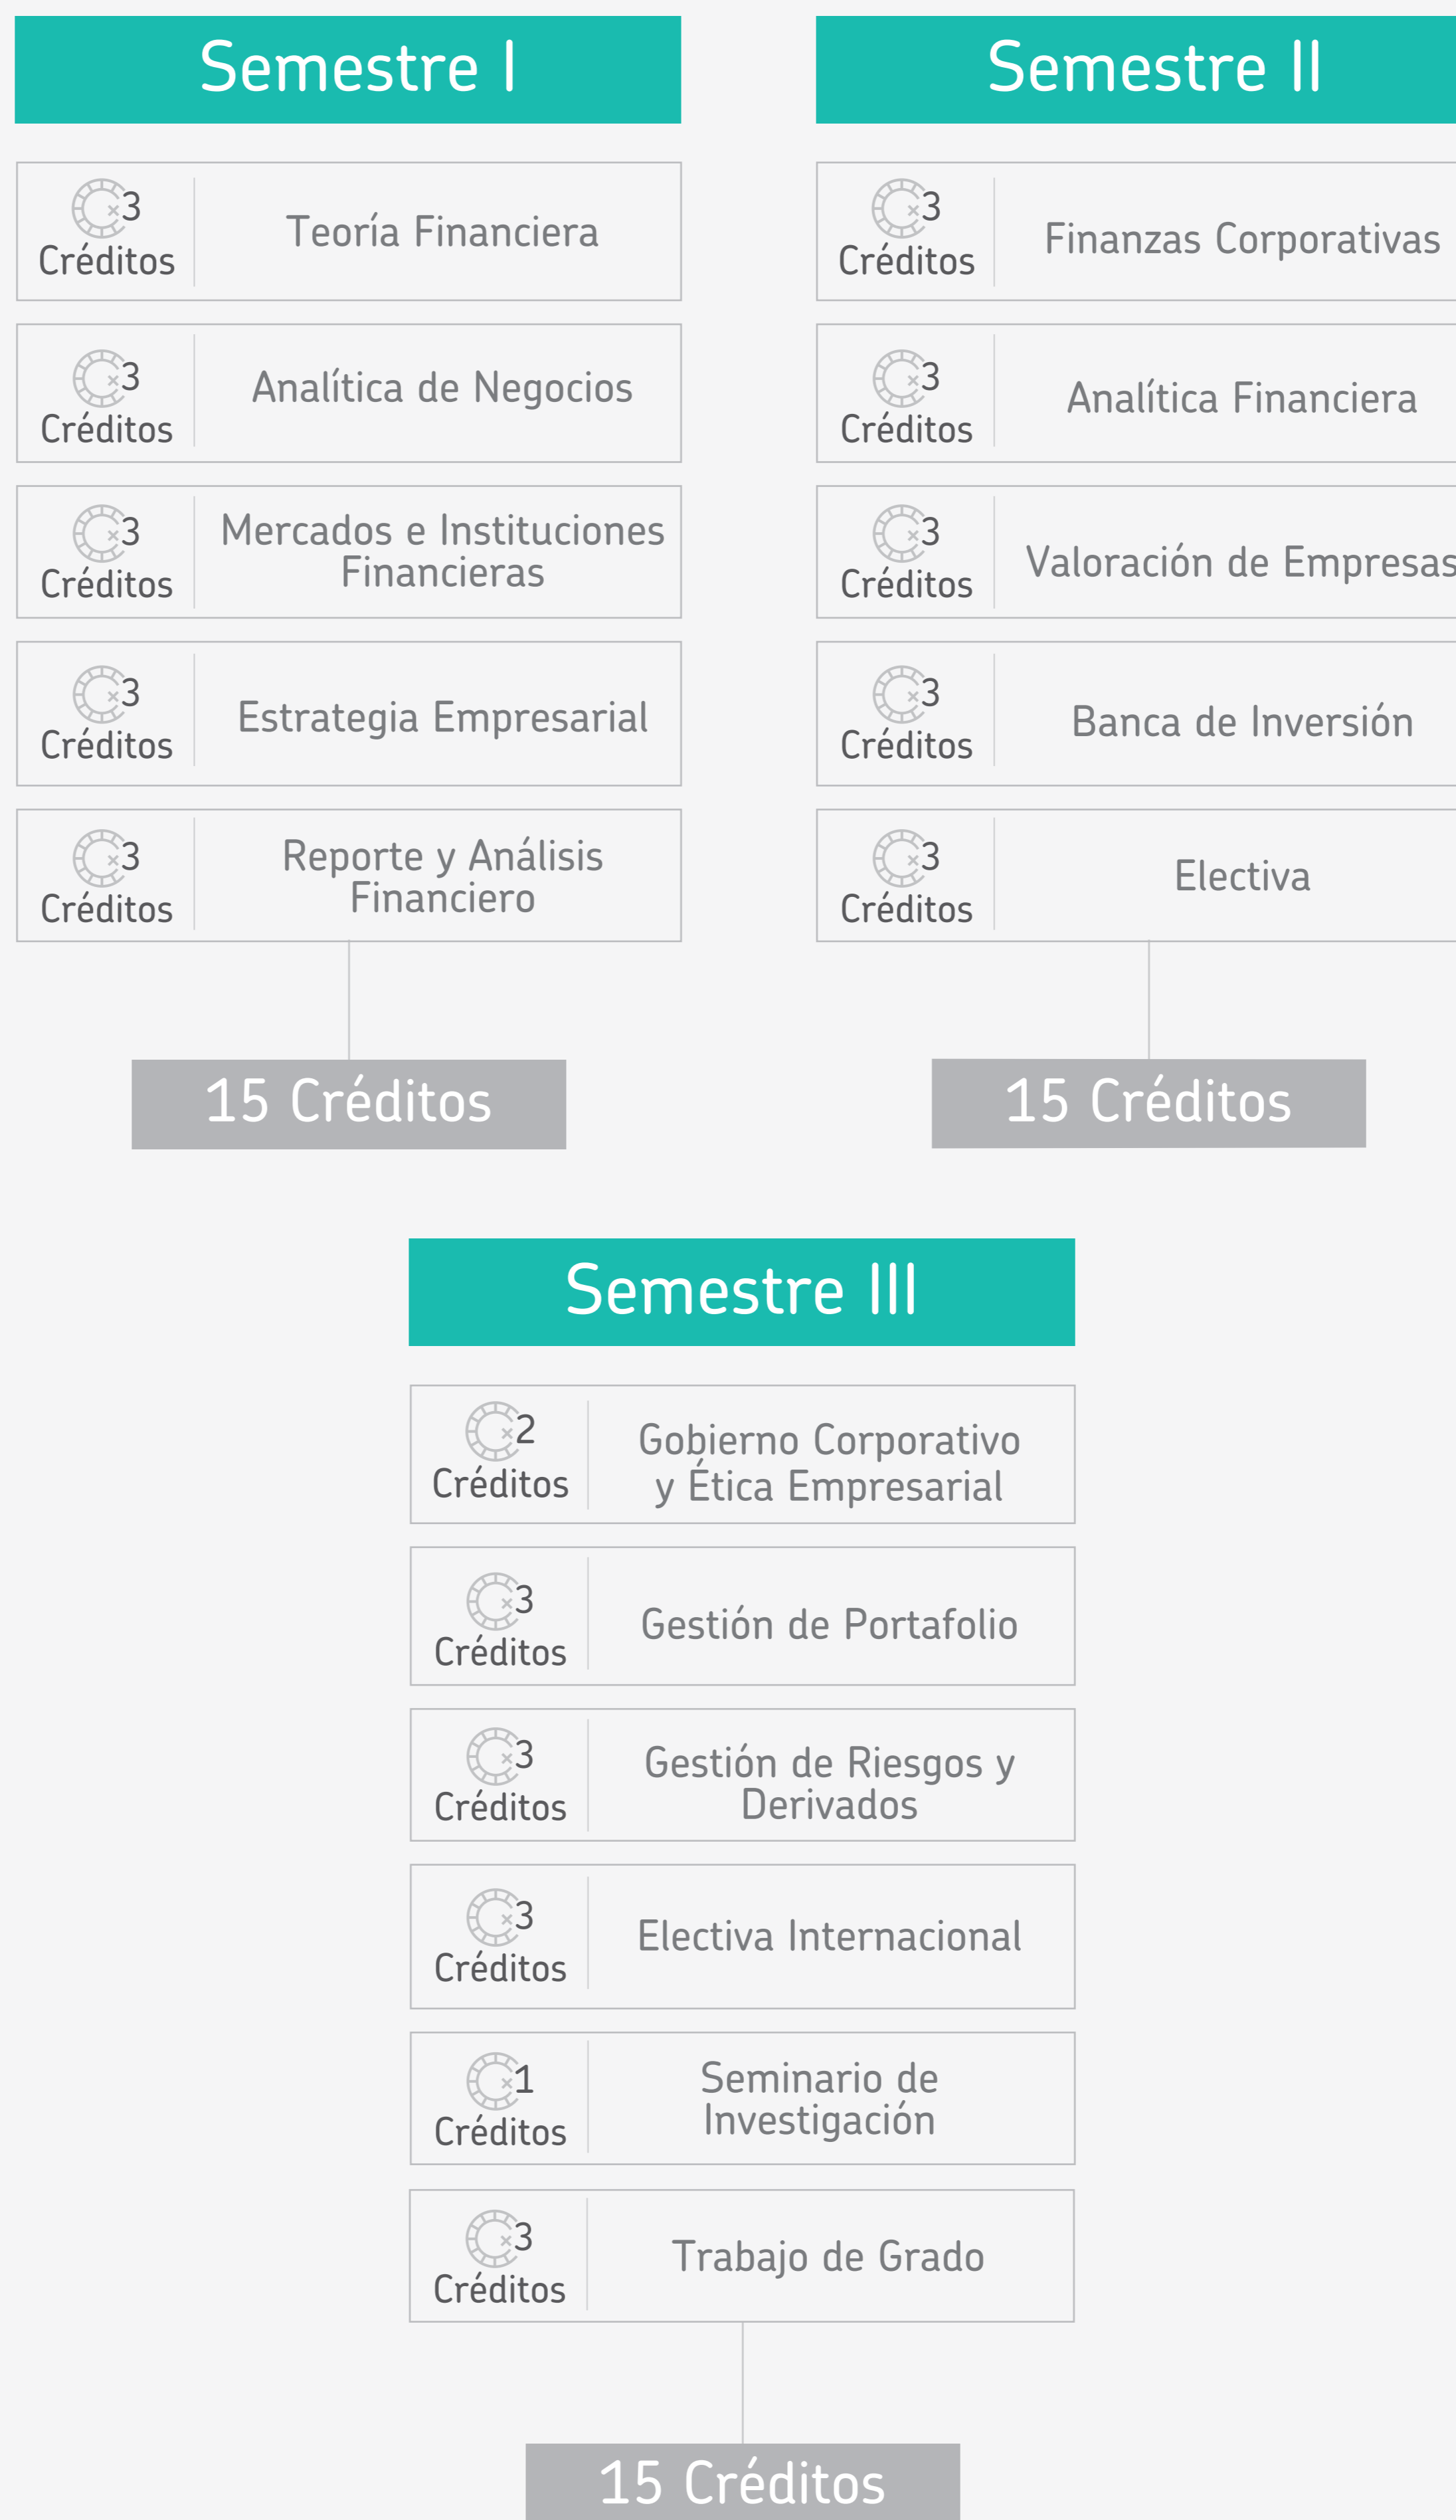 Semestre I
3
Créditos
Teoría Financiera
3
Créditos
Analítica de Negocios
3
Créditos
Mercados e Instituciones
Financieras
3
Créditos
Estrategia Empresarial
3
Créditos
Reporte y Análisis
Financiero
15 Créditos
Semestre II
3
Créditos
Finanzas Corporativas
3
Créditos
Analítica Financiera
3
Créditos
Valoración de Empresas
3
Créditos
Banca de Inversión
3
Créditos
Electiva
15 Créditos
Semestre III
2
Créditos
Gobierno Corporativo
y Ética Empresarial
3
Créditos
Gestión de Portafolio
3
Créditos
Gestión de Riesgos y
Derivados
3
Créditos
Electiva Internacional
1
Créditos
Seminario de
Investigación
3
Créditos
Trabajo de Grado
15 Créditos